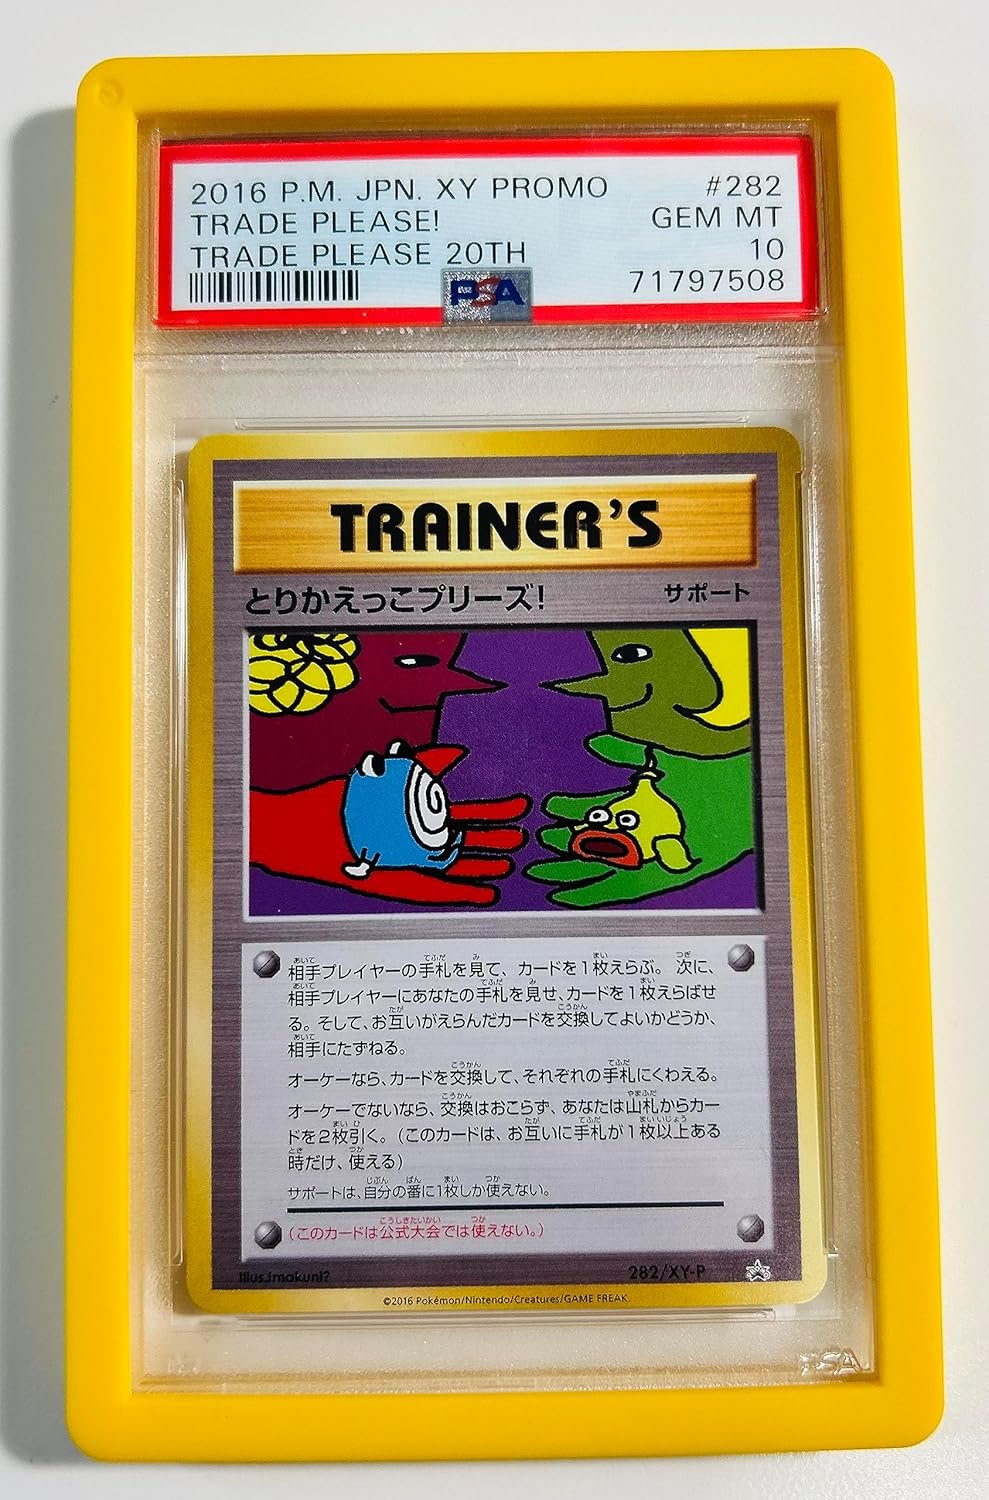 2016 P.M. JPN. XY PROMO #282
TRADE PLEASE! GEM MT
TRADE PLEASE 20TH 10
PSA 71797508
TRAINER'S
とりかえっこプリーズ! サポート
相手プレイヤーの手札を見て、カードを1枚えらぶ。次に、
相手プレイヤーにあなたの手札を見せ、カードを1枚えらばせ
る。そして、お互いがえらんだカードを交換してよいかどうか、
相手にたずねる。
オーケーなら、カードを交換して、それぞれの手札にくわえる。
オーケーでないなら、交換はおこらず、あなたは山札からカー
ドを2枚引く。(このカードは、お互いに手札が1枚以上ある
時だけ、使える)
サポートは、自分の番に1枚しか使えない。
(このカードは公式大会では使えない。)
Illus.imakuni? 282/XY-P
©2016 Pokémon/Nintendo/Creatures/GAME FREAK.
PSA